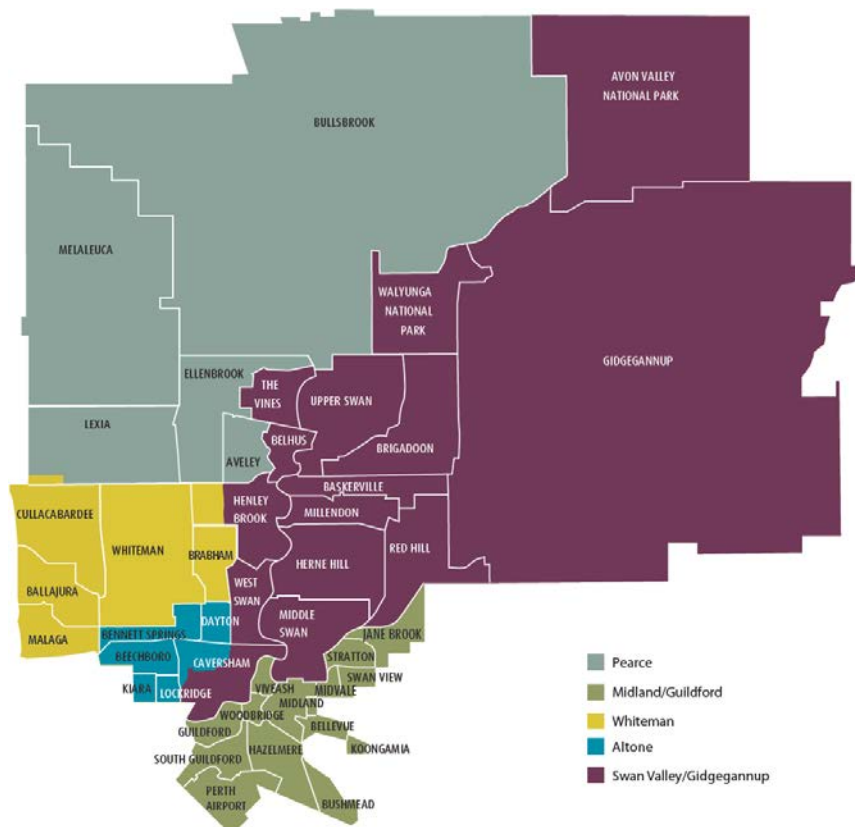 AVON VALLEY
NATIONAL PARK
BULLSBROOK
MELALEUCA
WALYUNGA
NATIONAL
PARK
GIDGEGANNUP
ELLENBROOK
THE
VINES
UPPER SWAN
LEXIA
BELHUS
BRIGADOON
AVELEY
BASKERVILLE
HENLEY
BROOK
MILLENDON
CULLACABARDEE
WHITEMAN
BRABHAM
RED HILL
HERNE HILL
BALLAJURA
WEST
SWAN
MIDDLE
SWAN
DAYTON
MALAGA
BENNETT SPRINGS
JANE BROOK
BEECHBORO
CAVERSHAM
STRATTON
SWAN VIEW
KIARA
LOCKRIDGE
VIVEASH
MIDVALE
MIDLAND
WOODBRIDGE
GUILDFORD
BELLEVUE
KOONGAMIA
SOUTH GUILDFORD
HAZELMERE
PERTH
AIRPORT
BUSHMEAD
Pearce
Midland/Guildford
Whiteman
Altone
Swan Valley/Gidgegannup